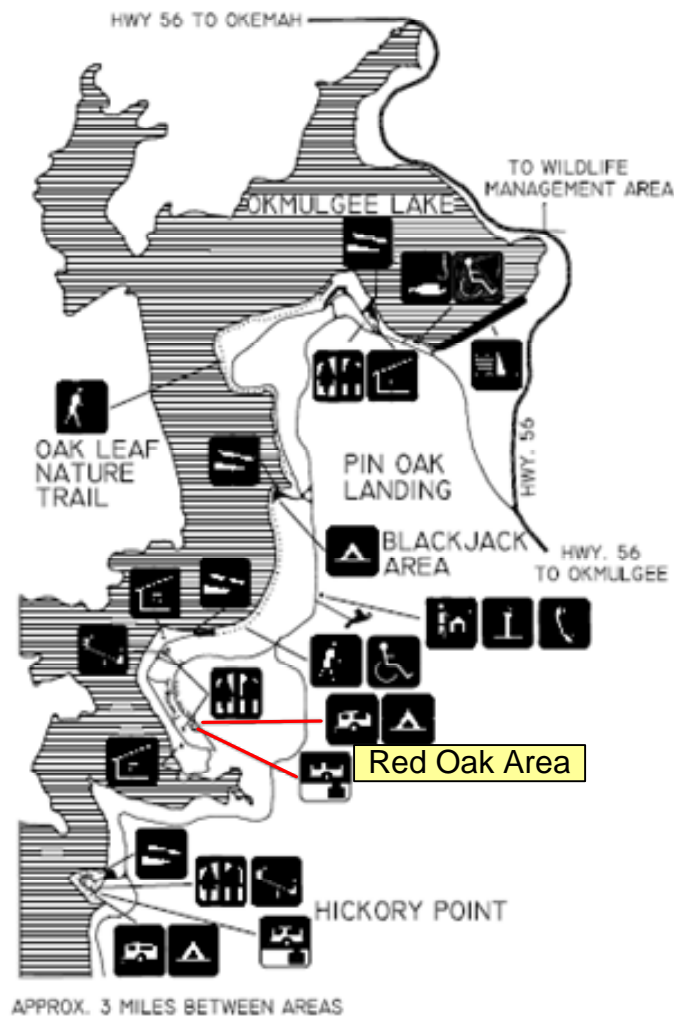 HWY 56 TO OKEMAH
TO WILDLIFE
MANAGEMENT AREA
OKMULGEE LAKE
OAK LEAF
NATURE
TRAIL
PIN OAK
LANDING
HWY. 56
BLACKJACK
AREA
HWY. 56
TO OKMULGEE
Red Oak Area
HICKORY POINT
APPROX. 3 MILES BETWEEN AREAS